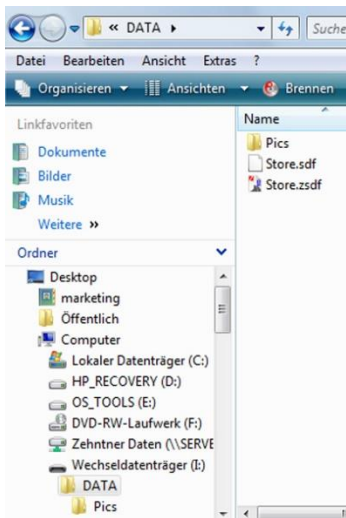 « DATA
Suche
Datei Bearbeiten Ansicht Extras ?
Organisieren Ansichten Brennen
Linkfavoriten
Dokumente
Bilder
Musik
Weitere »
Ordner
Desktop
marketing
Öffentlich
Computer
Lokaler Datenträger (C:)
HP_RECOVERY (D:)
OS_TOOLS (E:)
DVD-RW-Laufwerk (F:)
Zehntner Daten (\\SERVE
Wechseldatenträger (I:)
DATA
Pics
Name
Pics
Store.sdf
Store.zsdf